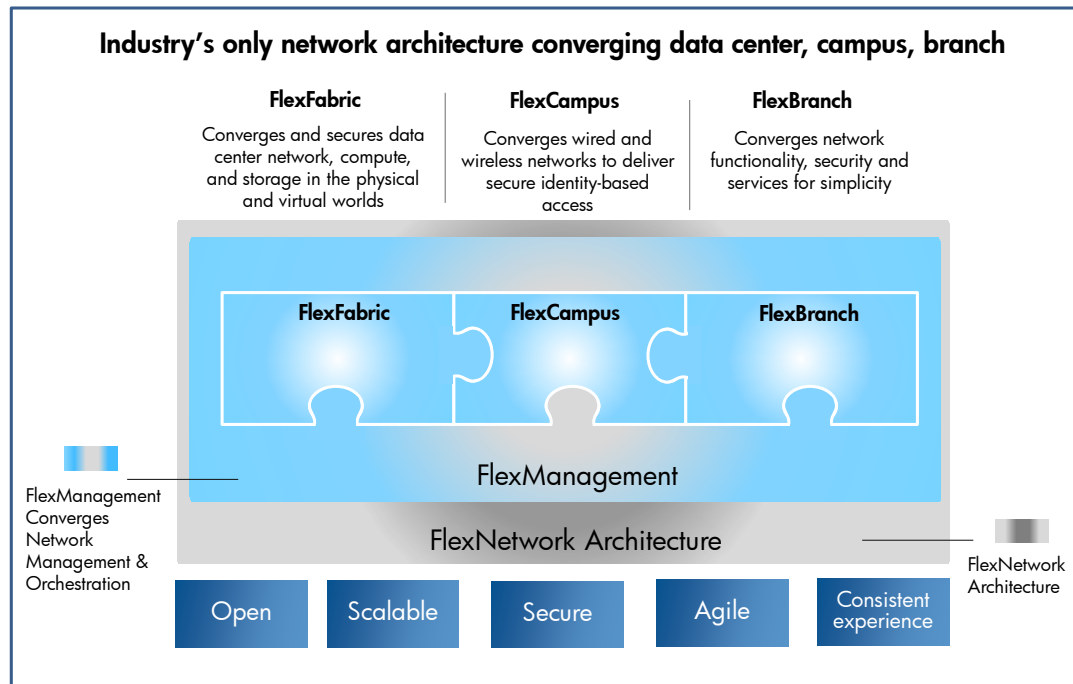 Industry's only network architecture converging data center, campus, branch
FlexFabric
Converges and secures data
center network, compute,
and storage in the physical
and virtual worlds
FlexCampus
Converges wired and
wireless networks to deliver
secure identity-based
access
FlexBranch
Converges network
functionality, security and
services for simplicity
FlexFabric
FlexCampus
FlexBranch
FlexManagement
FlexNetwork Architecture
FlexManagement
Converges
Network
Management &
Orchestration
FlexNetwork
Architecture
Open
Scalable
Secure
Agile
Consistent
experience